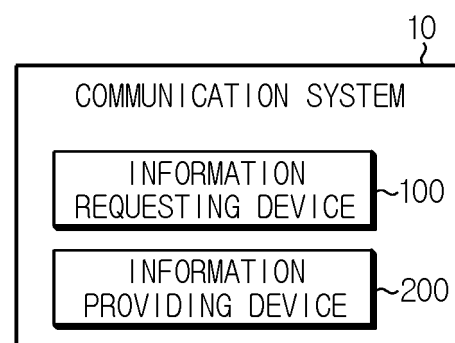 10
COMMUNICATION SYSTEM
INFORMATION
REQUESTING DEVICE
100
INFORMATION
PROVIDING DEVICE
200